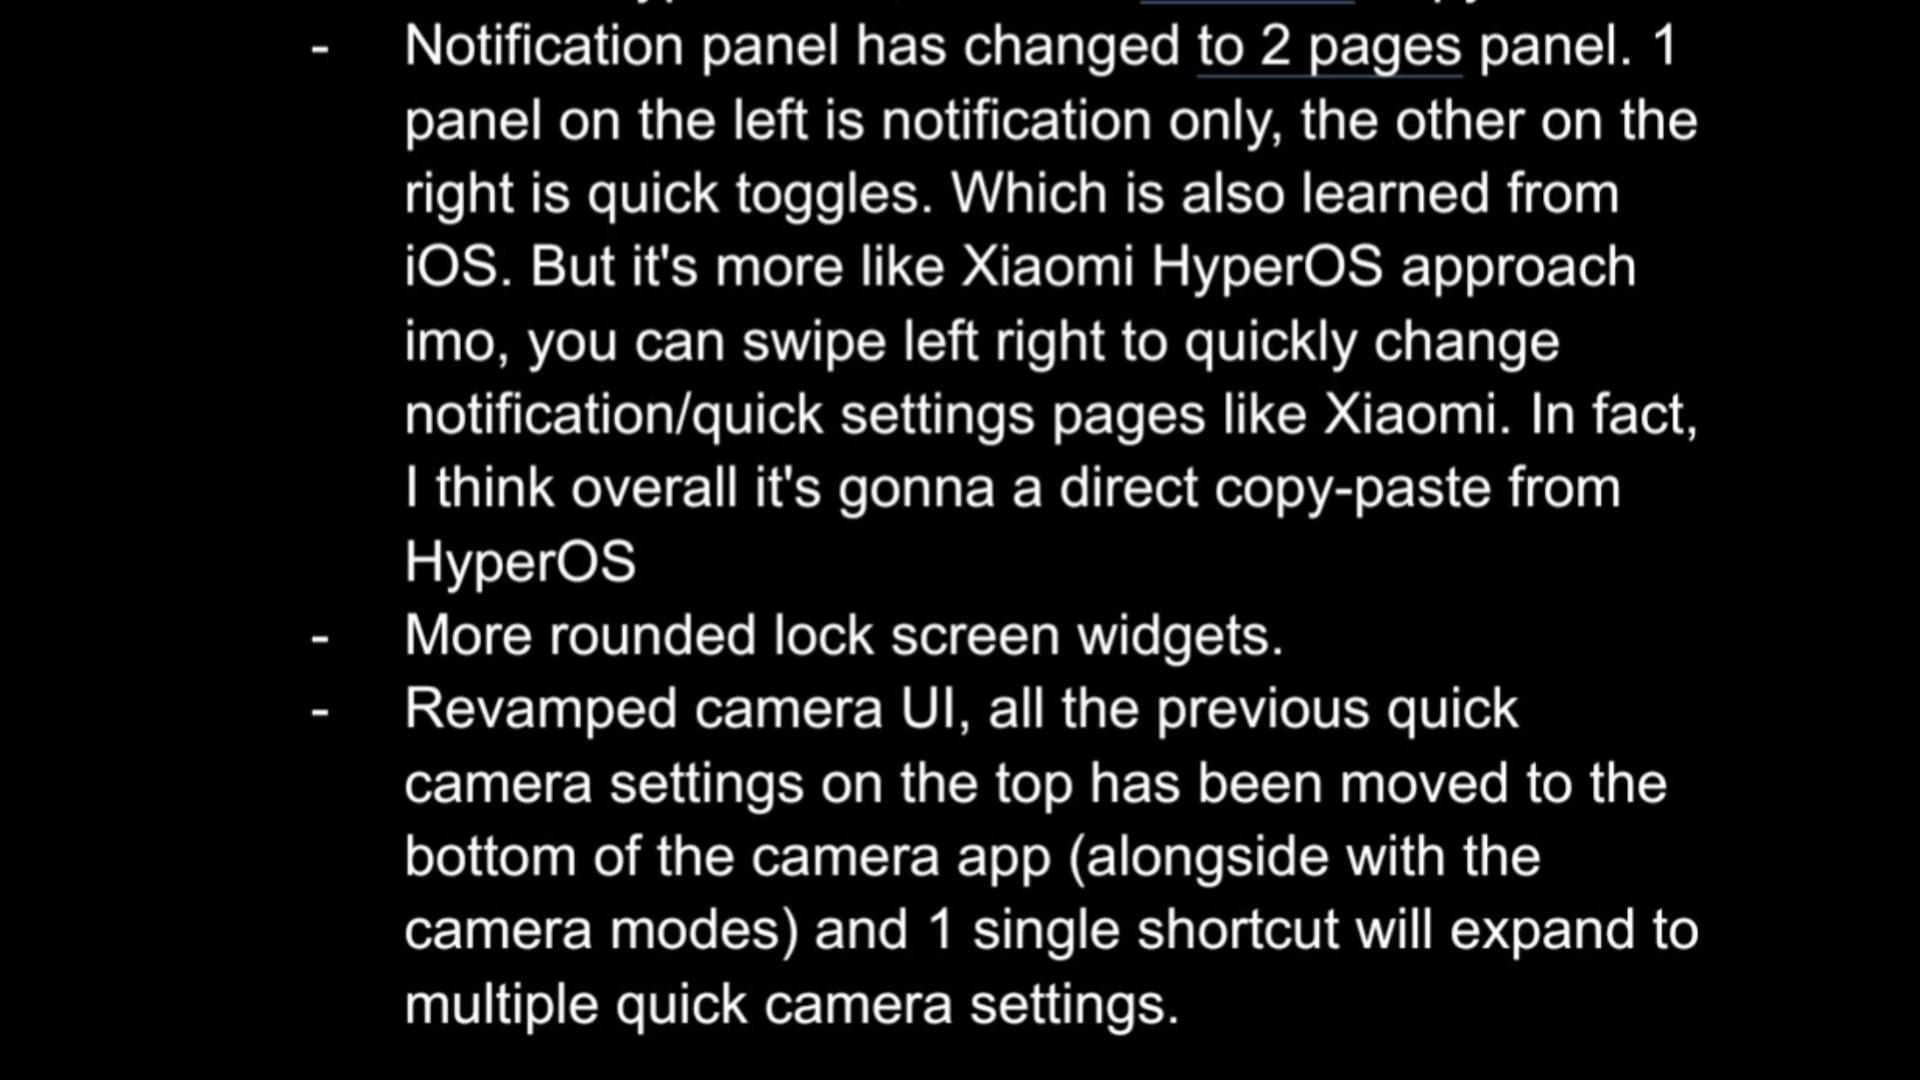 - Notification panel has changed to 2 pages panel. 1
panel on the left is notification only, the other on the
right is quick toggles. Which is also learned from
iOS. But it's more like Xiaomi HyperOS approach
imo, you can swipe left right to quickly change
notification/quick settings pages like Xiaomi. In fact,
I think overall it's gonna a direct copy-paste from
HyperOS
- More rounded lock screen widgets.
- Revamped camera UI, all the previous quick
camera settings on the top has been moved to the
bottom of the camera app (alongside with the
camera modes) and 1 single shortcut will expand to
multiple quick camera settings.